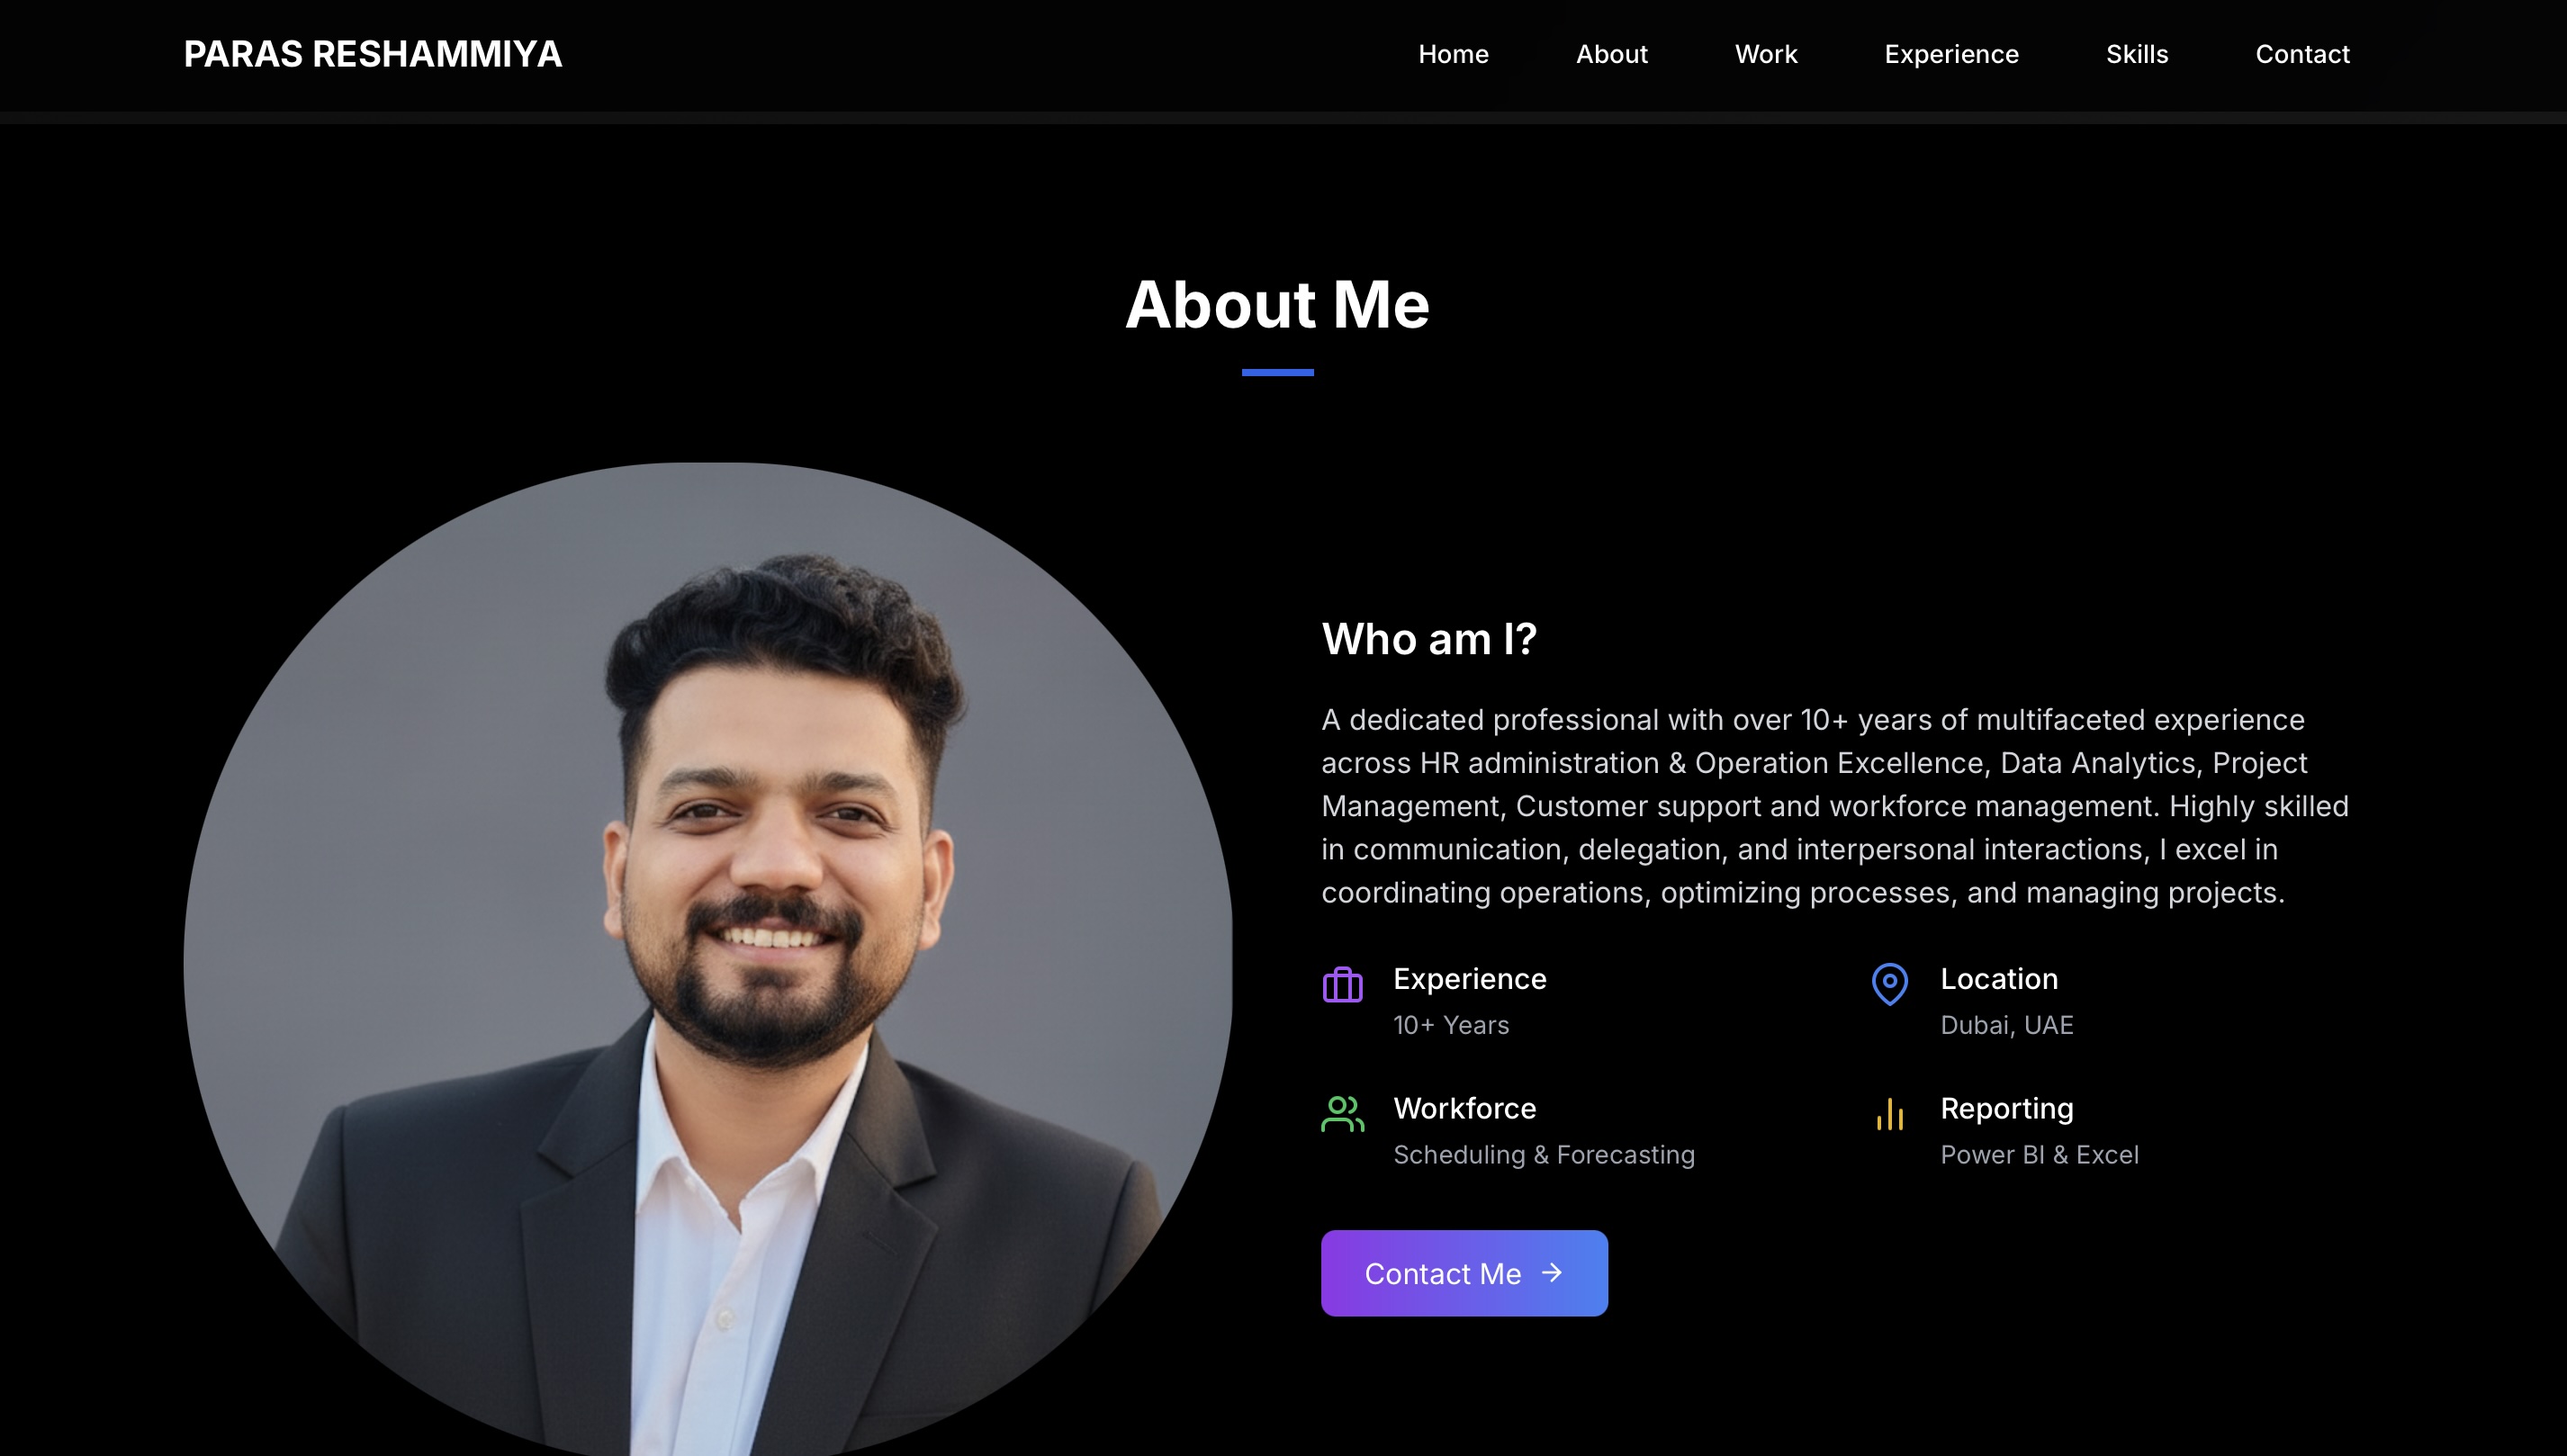 PARAS RESHAMMIYA
Home
About
Work
Experience
Skills
Contact
About Me
Who am I?
A dedicated professional with over 10+ years of multifaceted experience
across HR administration & Operation Excellence, Data Analytics, Project
Management, Customer support and workforce management. Highly skilled
in communication, delegation, and interpersonal interactions, I excel in
coordinating operations, optimizing processes, and managing projects.
Experience
10+ Years
Location
Dubai, UAE
Workforce
Scheduling & Forecasting
Reporting
Power BI & Excel
Contact Me